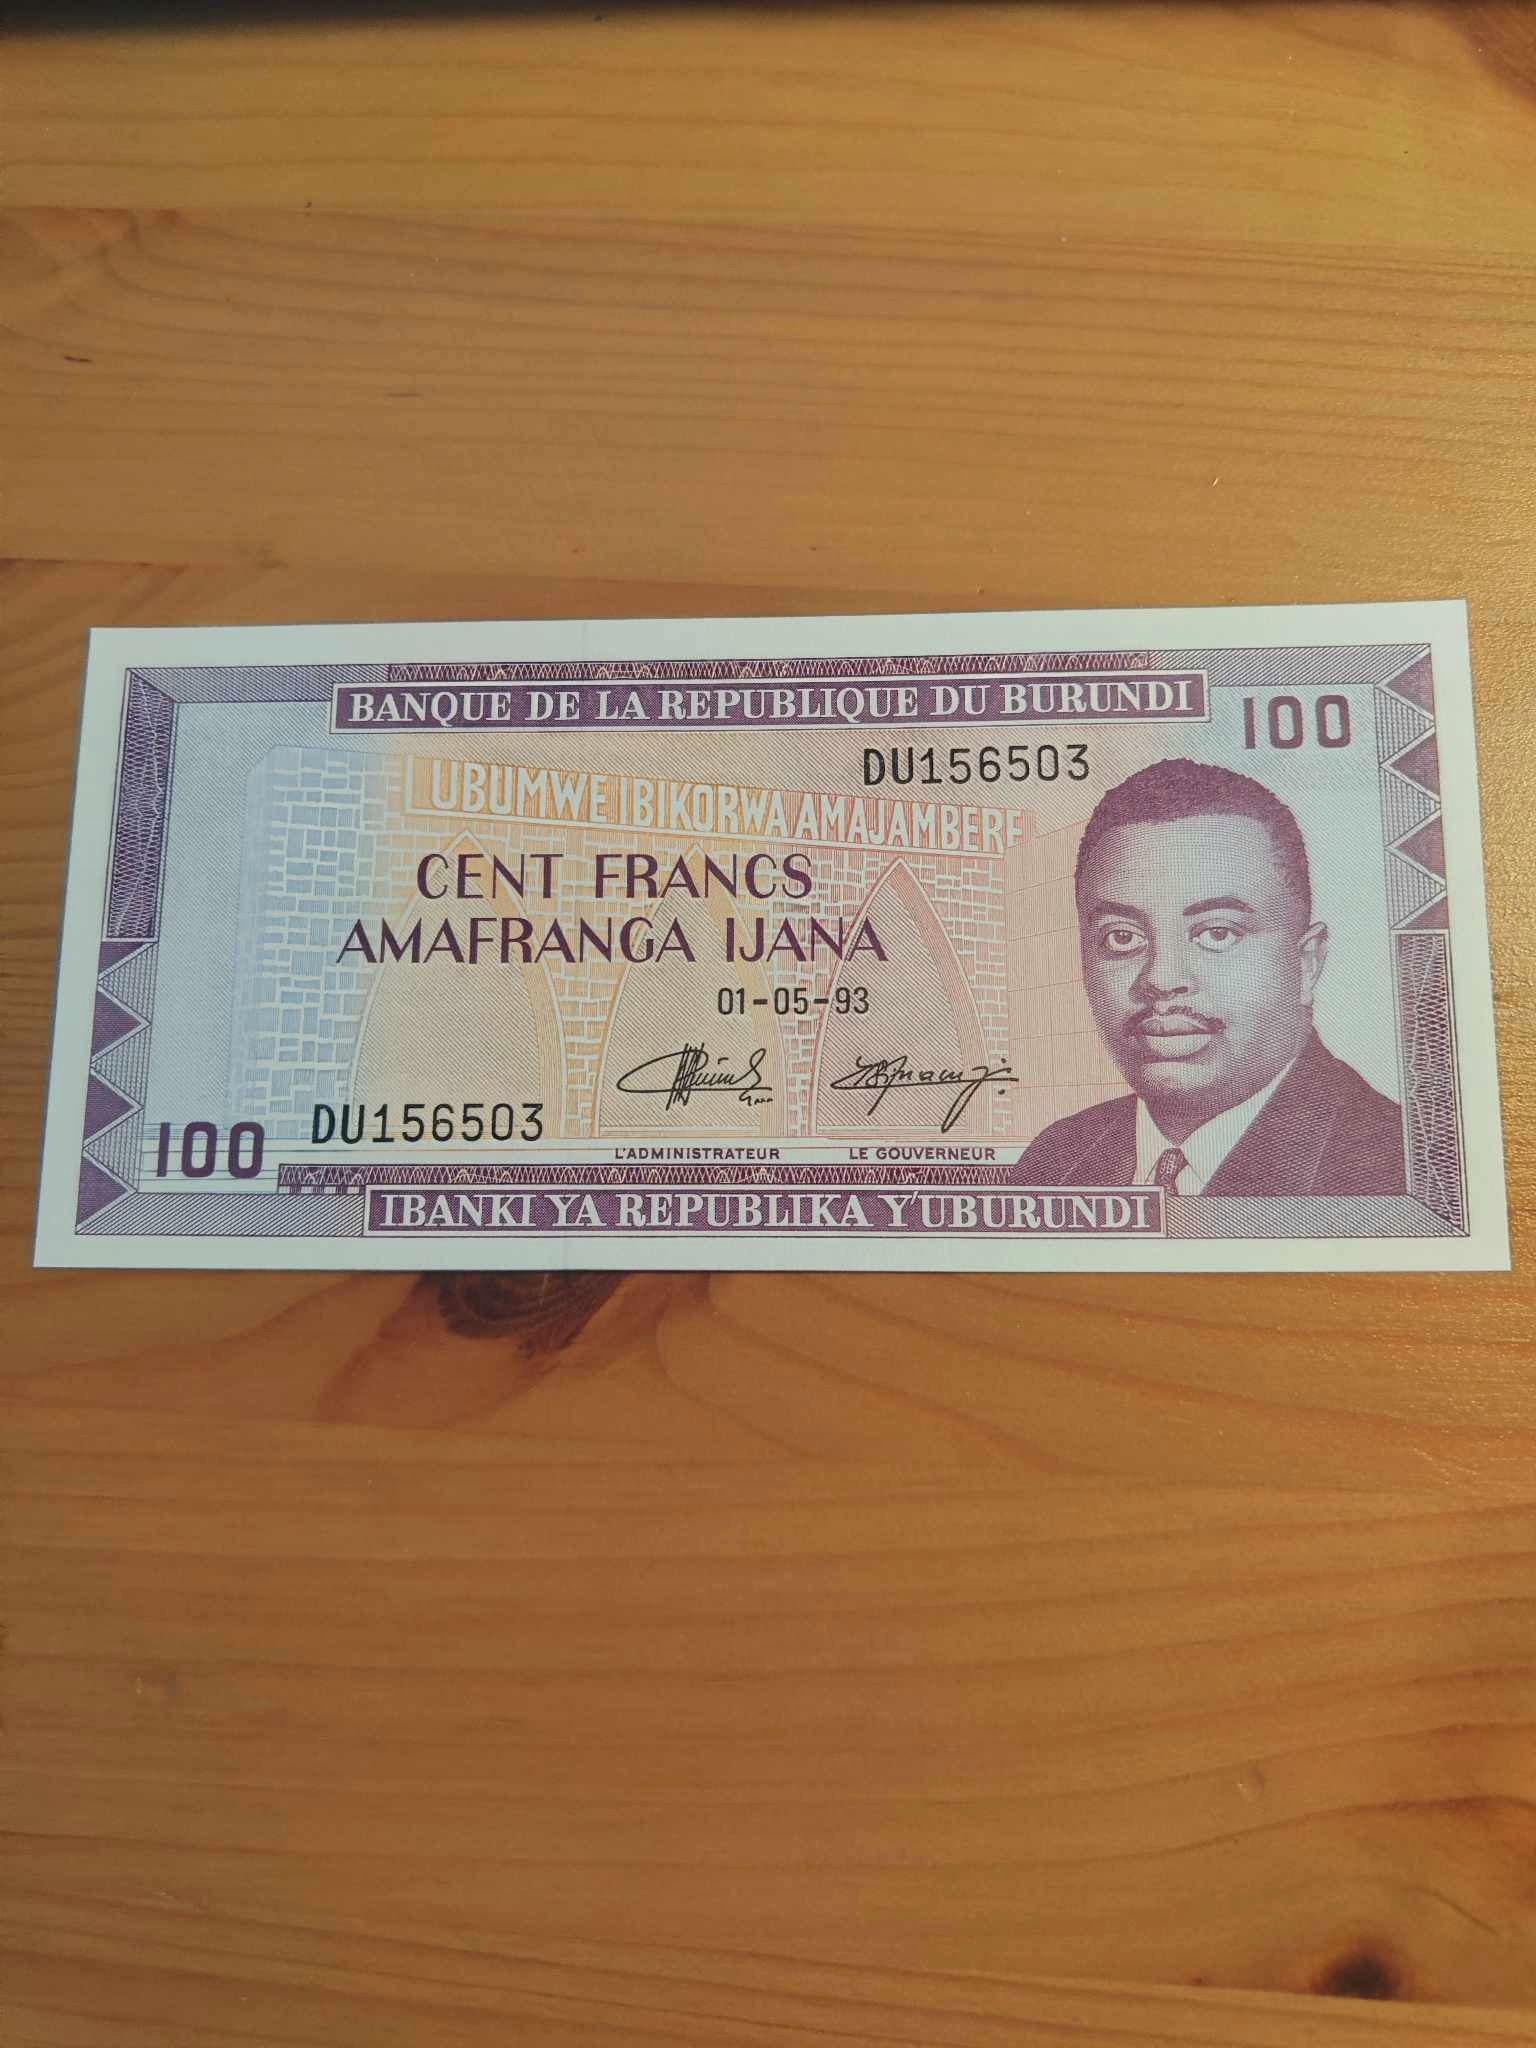 BANQUE DE LA REPUBLIQUE DU BURUNDI
100
DU156503
UBUMWE IBIKORWA AMAJAMBERE
CENT FRANCS
AMAFRANGA IJANA
01-05-93
DU156503
100
L'ADMINISTRATEUR
LE GOUVERNEUR
IBANKI YA REPUBLIKA Y'UBURUNDI